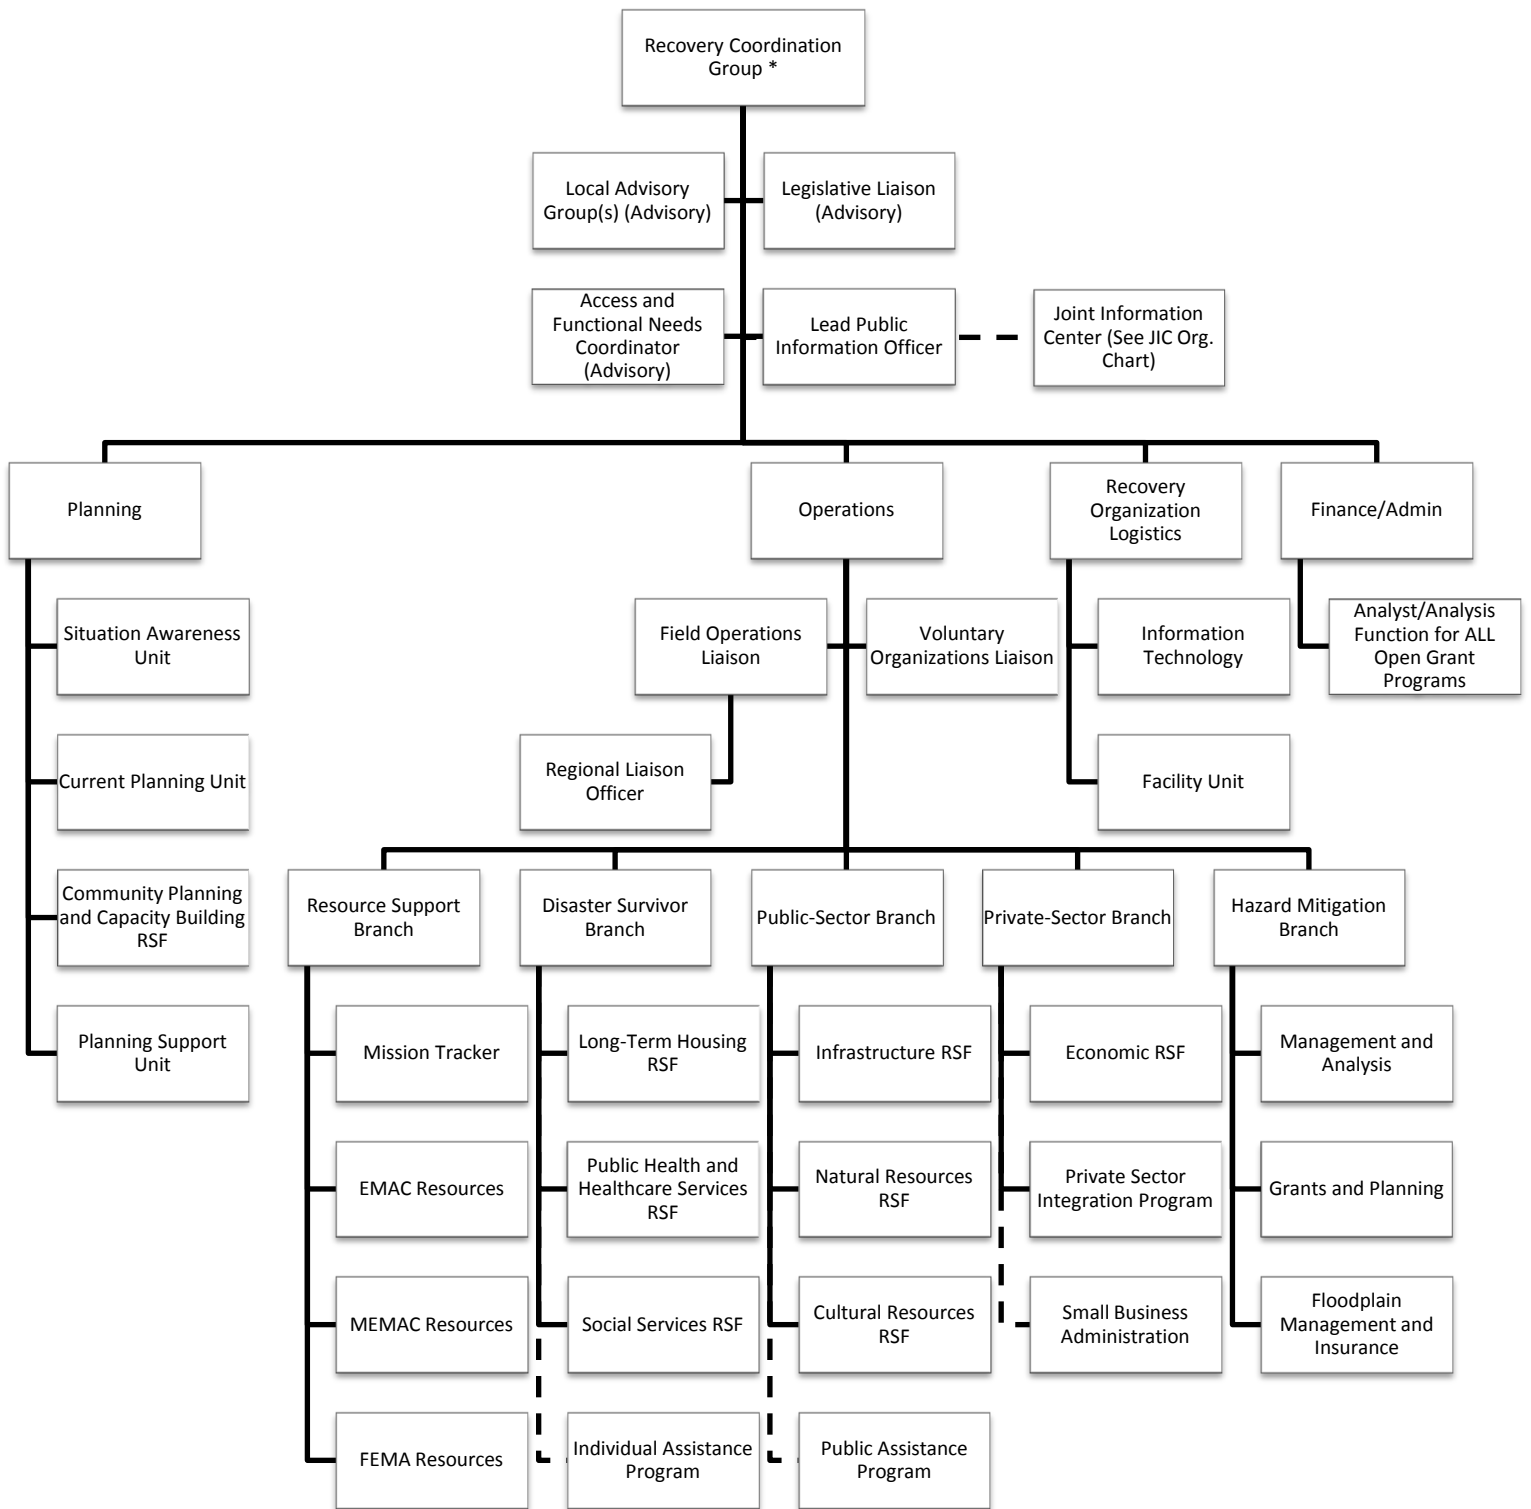 Recovery Coordination
Group *
Local Advisory
Group(s) (Advisory)
Legislative Liaison
(Advisory)
Access and
Functional Needs
Coordinator
(Advisory)
Lead Public
Information Officer
Joint Information
Center (See JIC Org.
Chart)
Planning
Operations
Recovery
Organization
Logistics
Finance/Admin
Situation Awareness
Unit
Field Operations
Liaison
Voluntary
Organizations Liaison
Information
Technology
Analyst/Analysis
Function for ALL
Open Grant
Programs
Current Planning Unit
Regional Liaison
Officer
Facility Unit
Community Planning
and Capacity Building
RSF
Resource Support
Branch
Disaster Survivor
Branch
Public-Sector Branch
Private-Sector Branch
Hazard Mitigation
Branch
Planning Support
Unit
Mission Tracker
Long-Term Housing
RSF
Infrastructure RSF
Economic RSF
Management and
Analysis
EMAC Resources
Public Health and
Healthcare Services
RSF
Natural Resources
RSF
Private Sector
Integration Program
Grants and Planning
MEMAC Resources
Social Services RSF
Cultural Resources
RSF
Small Business
Administration
Floodplain
Management and
Insurance
FEMA Resources
Individual Assistance
Program
Public Assistance
Program